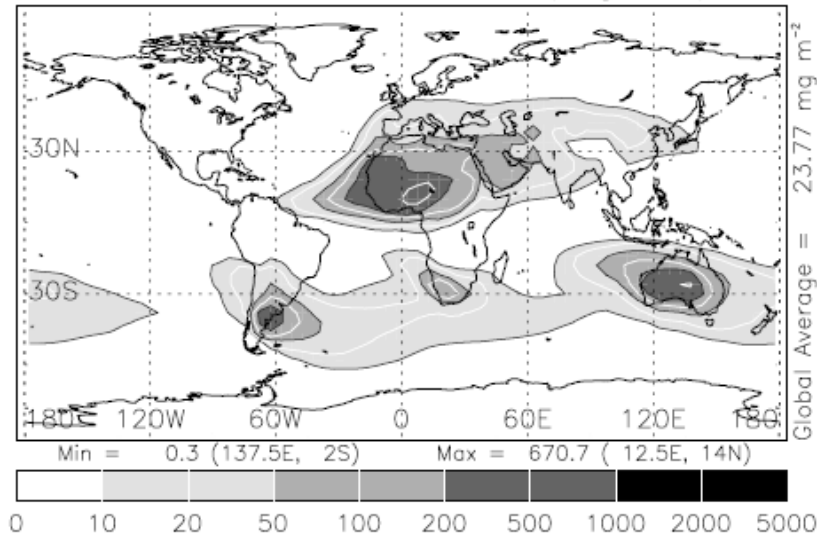 30N
30S
180 120W 60W 0 60E 120E 180
Global Average = 23.77 mg m⁻²
Min = 0.3 (137.5E, 2S) Max = 670.7 ( 12.5E, 14N)
0 10 20 50 100 200 500 1000 2000 5000